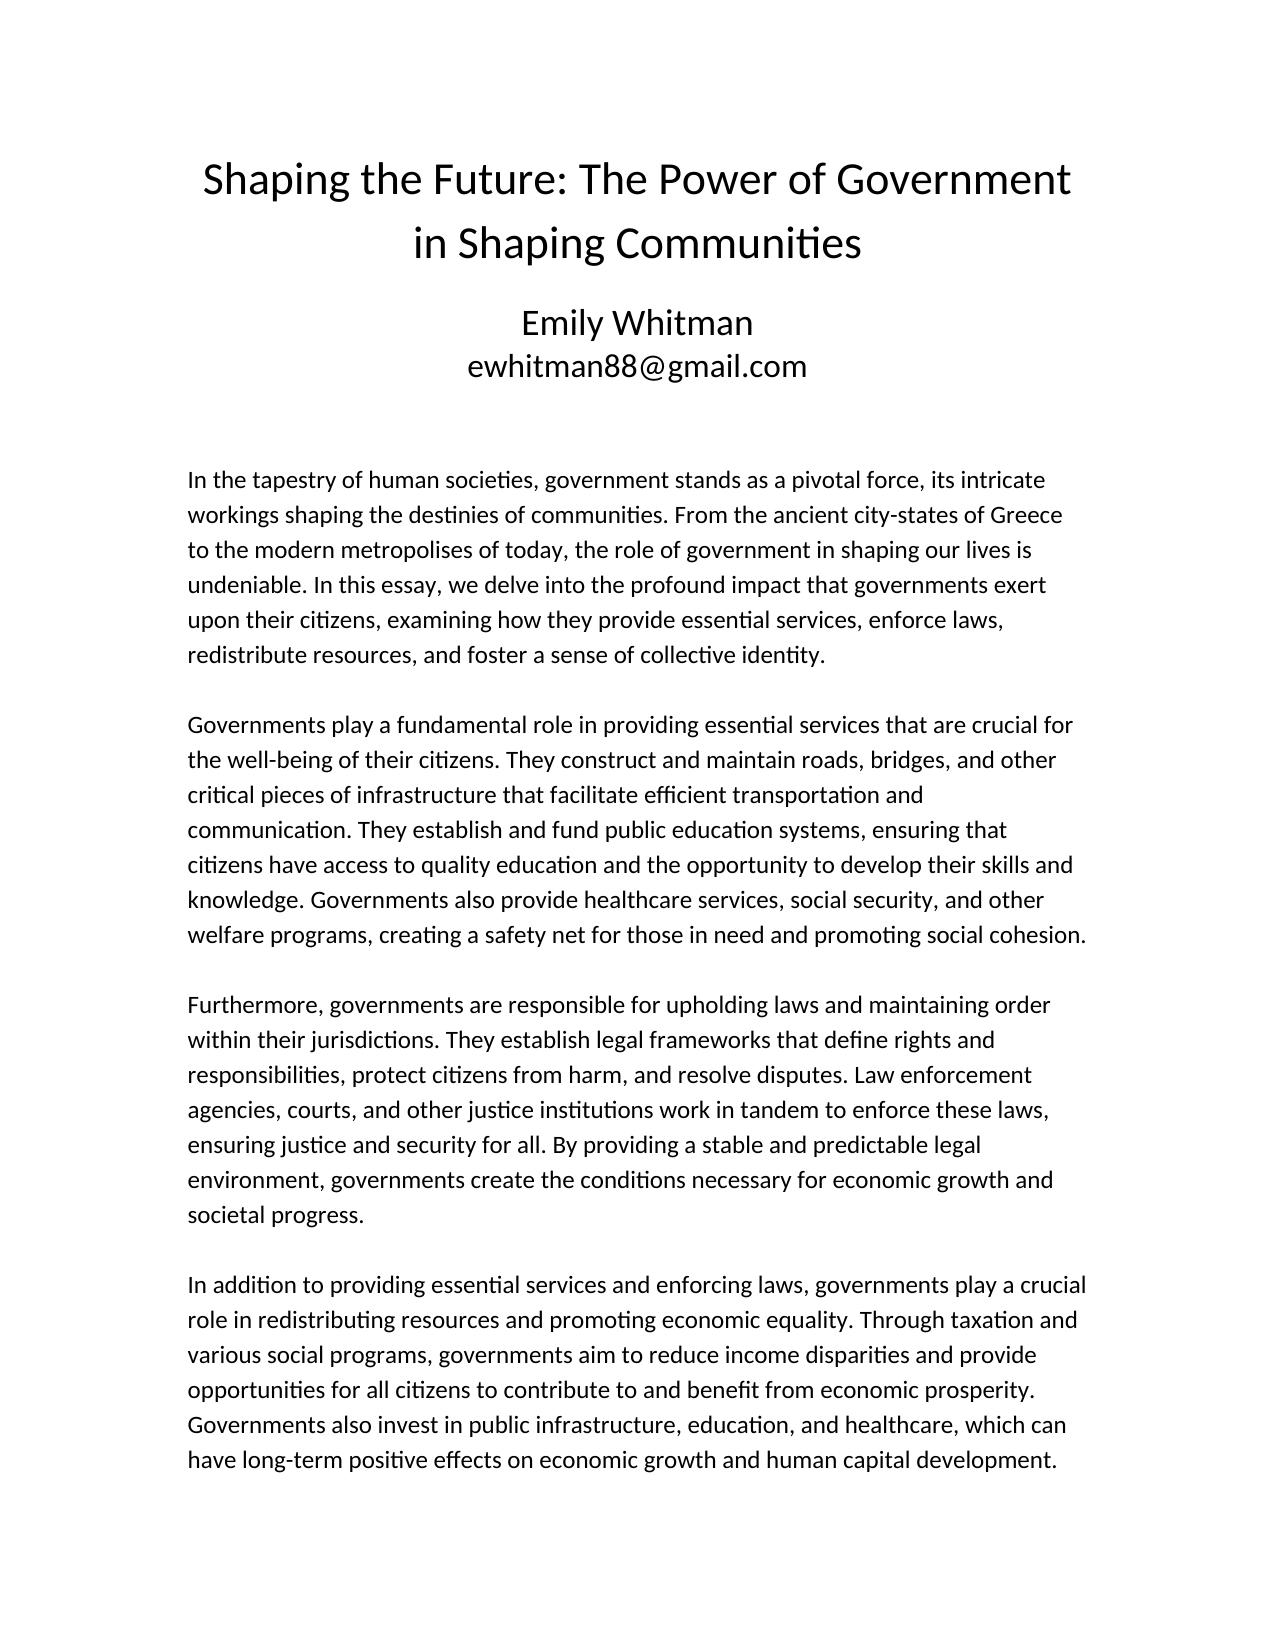 Shaping the Future: The Power of Government
in Shaping Communities
Emily Whitman
ewhitman88@gmail.com
In the tapestry of human societies, government stands as a pivotal force, its intricate
workings shaping the destinies of communities. From the ancient city-states of Greece
to the modern metropolises of today, the role of government in shaping our lives is
undeniable. In this essay, we delve into the profound impact that governments exert
upon their citizens, examining how they provide essential services, enforce laws,
redistribute resources, and foster a sense of collective identity.
Governments play a fundamental role in providing essential services that are crucial for
the well-being of their citizens. They construct and maintain roads, bridges, and other
critical pieces of infrastructure that facilitate efficient transportation and
communication. They establish and fund public education systems, ensuring that
citizens have access to quality education and the opportunity to develop their skills and
knowledge. Governments also provide healthcare services, social security, and other
welfare programs, creating a safety net for those in need and promoting social cohesion.
Furthermore, governments are responsible for upholding laws and maintaining order
within their jurisdictions. They establish legal frameworks that define rights and
responsibilities, protect citizens from harm, and resolve disputes. Law enforcement
agencies, courts, and other justice institutions work in tandem to enforce these laws,
ensuring justice and security for all. By providing a stable and predictable legal
environment, governments create the conditions necessary for economic growth and
societal progress.
In addition to providing essential services and enforcing laws, governments play a crucial
role in redistributing resources and promoting economic equality. Through taxation and
various social programs, governments aim to reduce income disparities and provide
opportunities for all citizens to contribute to and benefit from economic prosperity.
Governments also invest in public infrastructure, education, and healthcare, which can
have long-term positive effects on economic growth and human capital development.